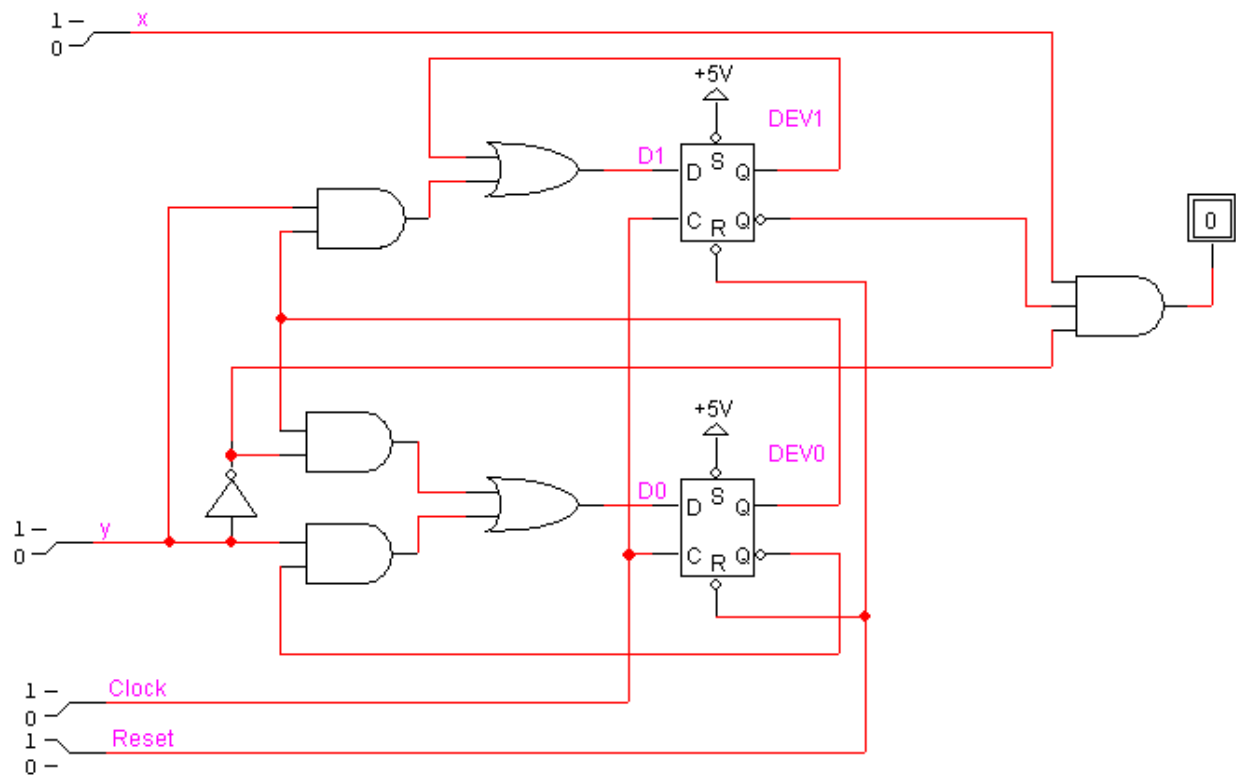 1 x
0
+5V
DEV1
D1
D S Q
C R Q
0
+5V
DEV0
D0
D S Q
C R Q
1 y
0
1 Clock
0
1 Reset
0